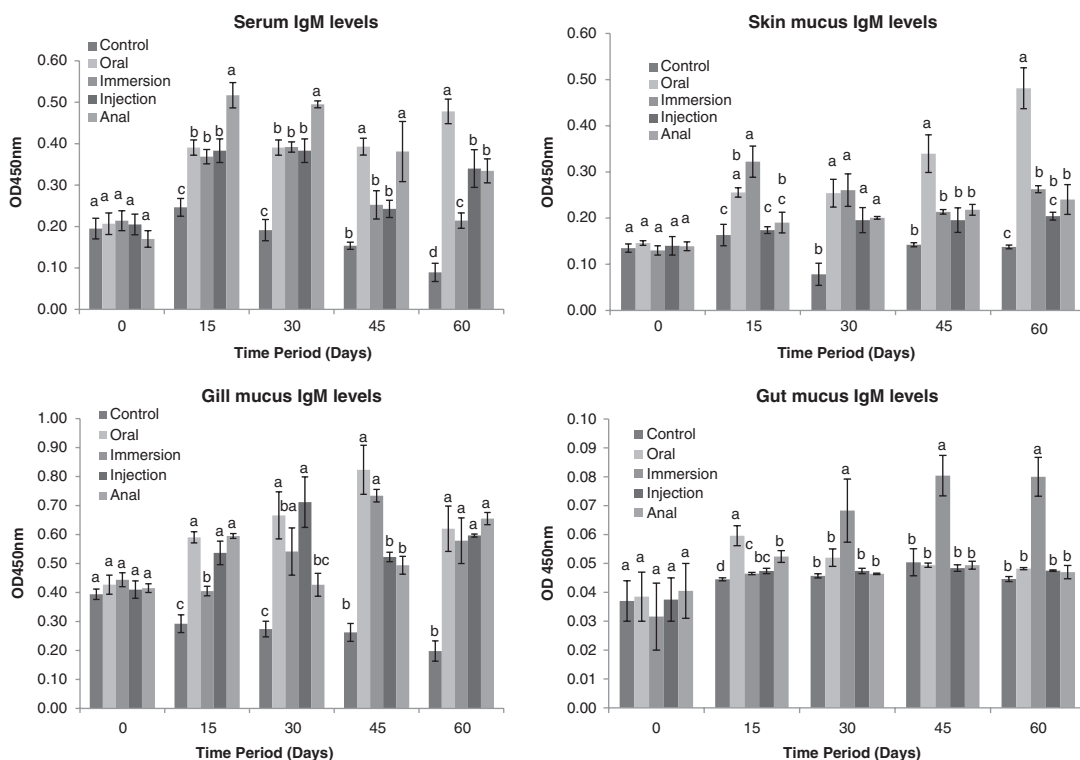 Serum IgM levels
Control
Oral
Immersion
Injection
Anal
0.60
0.50
0.40
0.30
0.20
0.10
0.00
OD450nm
a a a a a
c b b b a
c b b b a
b a b b a
d a c b b
0 15 30 45 60
Time Period (Days)
Skin mucus IgM levels
Control
Oral
Immersion
Injection
Anal
0.60
0.50
0.40
0.30
0.20
0.10
0.00
OD450nm
a a a a a
c b a a c b c
b a a a a
c a b b b
c a b c b
0 15 30 45 60
Time Period (Days)
Gill mucus IgM levels
Control
Oral
Immersion
Injection
Anal
1.00
0.90
0.80
0.70
0.60
0.50
0.40
0.30
0.20
0.10
0.00
OD450nm
a a a a a
c a b a a
c a ba a bc
b a a b b
b a a a a
0 15 30 45 60
Time Period (Days)
Gut mucus IgM levels
Control
Oral
Immersion
Injection
Anal
0.10
0.09
0.08
0.07
0.06
0.05
0.04
0.03
0.02
0.01
0.00
OD 450nm
a a a a a
d a c bc b
b b a b b
b b a b b
b b a b b
0 15 30 45 60
Time Period (Days)